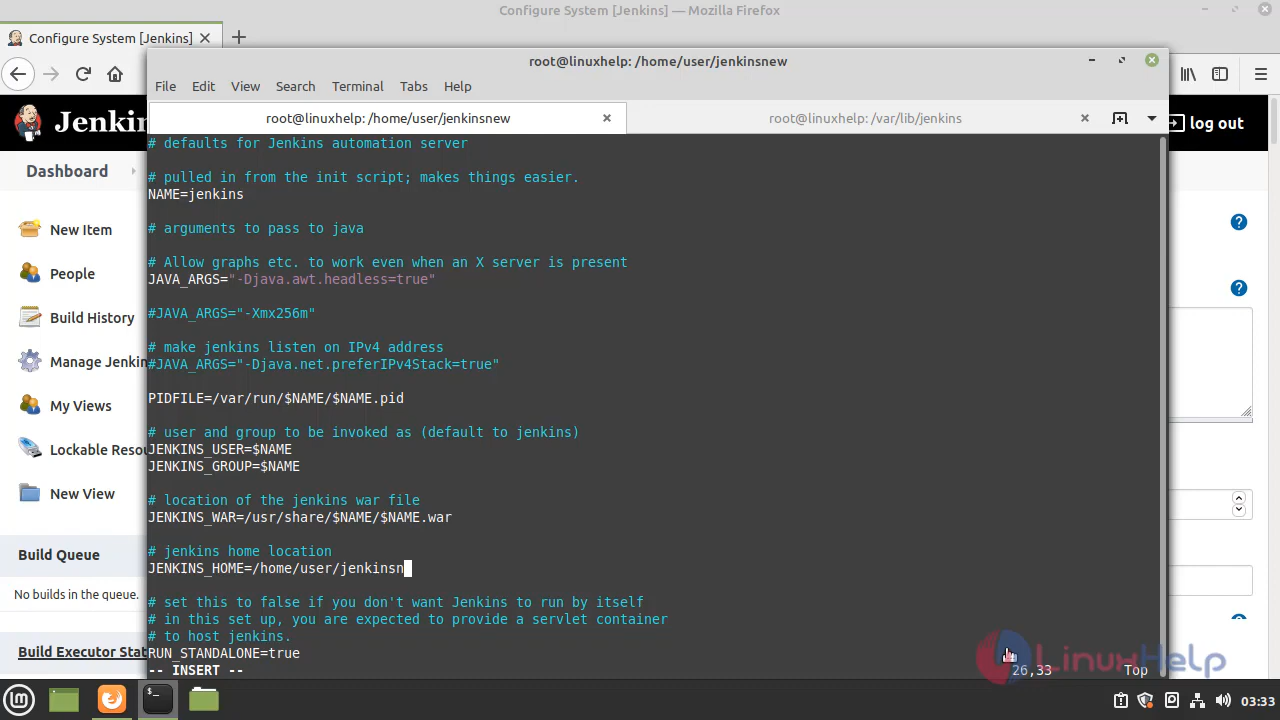 Configure System [Jenkins] — Mozilla Firefox
Configure System [Jenkins]
root@linuxhelp: /home/user/jenkinsnew
File Edit View Search Terminal Tabs Help
root@linuxhelp: /home/user/jenkinsnew
root@linuxhelp: /var/lib/jenkins
Jenkin
log out
Dashboard
New Item
People
Build History
Manage Jenkin
My Views
Lockable Resou
New View
Build Queue
No builds in the queue.
Build Executor Stat
# defaults for Jenkins automation server
# pulled in from the init script; makes things easier.
NAME=jenkins
# arguments to pass to java
# Allow graphs etc. to work even when an X server is present
JAVA_ARGS="-Djava.awt.headless=true"
#JAVA_ARGS="-Xmx256m"
# make jenkins listen on IPv4 address
#JAVA_ARGS="-Djava.net.preferIPv4Stack=true"
PIDFILE=/var/run/$NAME/$NAME.pid
# user and group to be invoked as (default to jenkins)
JENKINS_USER=$NAME
JENKINS_GROUP=$NAME
# location of the jenkins war file
JENKINS_WAR=/usr/share/$NAME/$NAME.war
# jenkins home location
JENKINS_HOME=/home/user/jenkinsn
# set this to false if you don't want Jenkins to run by itself
# in this set up, you are expected to provide a servlet container
# to host jenkins.
RUN_STANDALONE=true
-- INSERT -- 26,33 Top
LinuxHelp
03:33